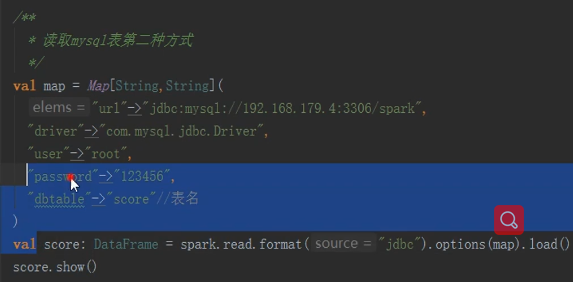 /**
* 读取mysql表第二种方式
*/
val map = Map[String,String](
elems = "url"->"jdbc:mysql://192.168.179.4:3306/spark",
"driver"->"com.mysql.jdbc.Driver",
"user"->"root",
"password"->"123456",
"dbtable"->"score"//表名
)
val score: DataFrame = spark.read.format( source = "jdbc").options(map).load()
score.show()